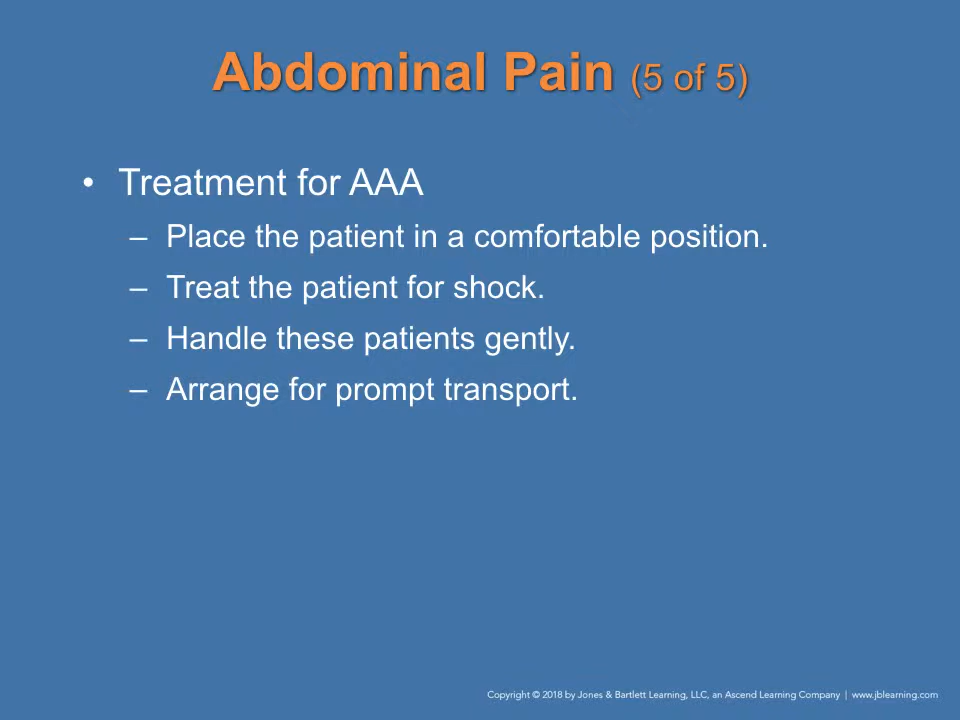 Abdominal Pain (5 of 5)
• Treatment for AAA
– Place the patient in a comfortable position.
– Treat the patient for shock.
– Handle these patients gently.
– Arrange for prompt transport.
Copyright © 2018 by Jones & Bartlett Learning, LLC, an Ascend Learning Company | www.jblearning.com